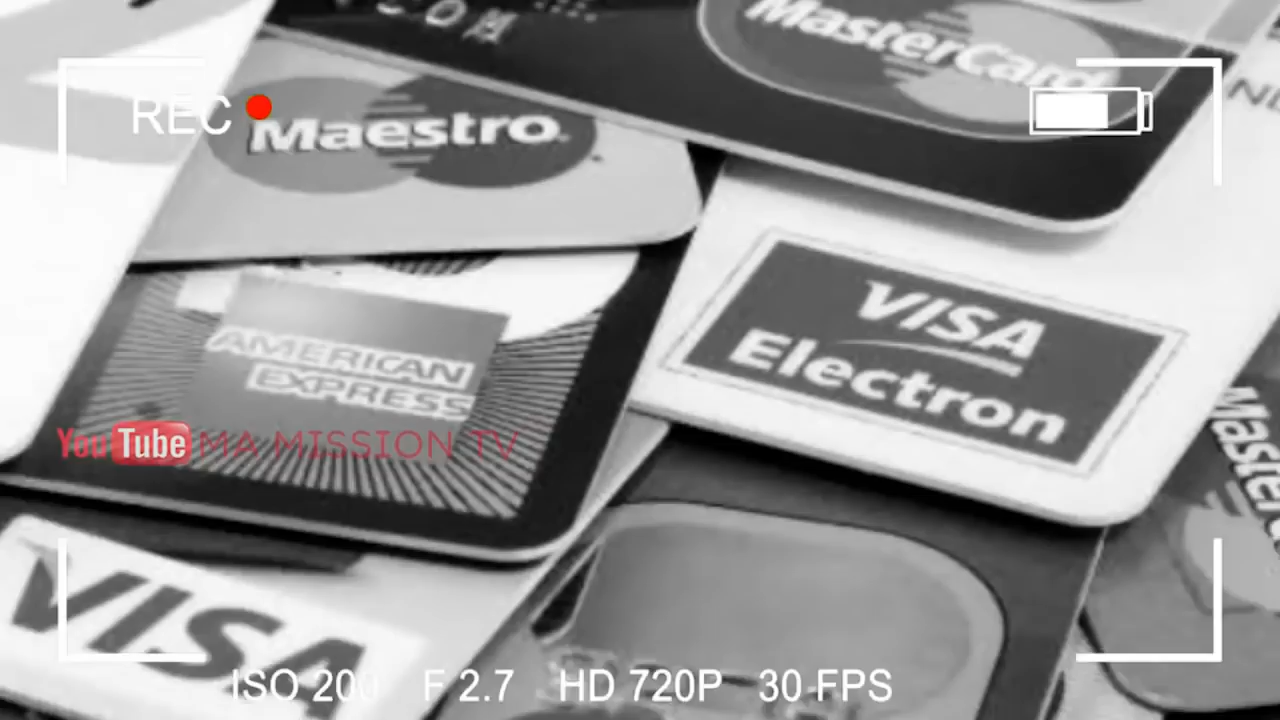 MasterCard
REC
Maestro
VISA
Electron
AMERICAN
EXPRESS
YouTube MA MISSION TV
VISA
ISO 200 F 2.7 HD 720P 30 FPS